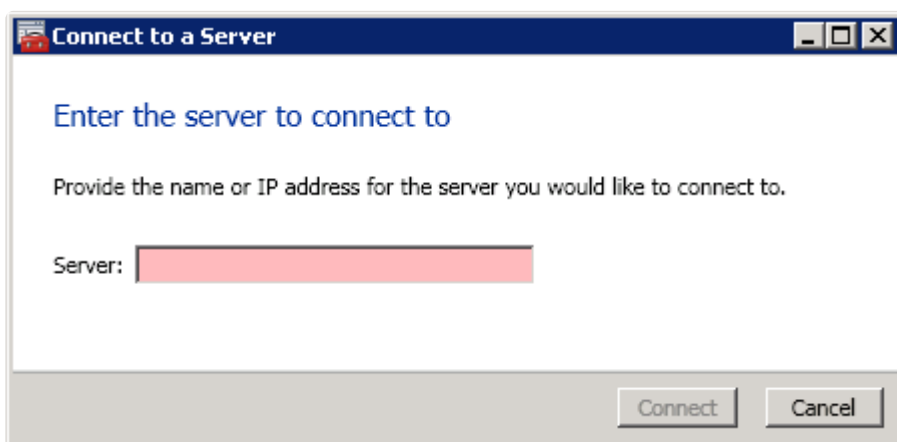 Connect to a Server
Enter the server to connect to
Provide the name or IP address for the server you would like to connect to.
Server:
Connect Cancel